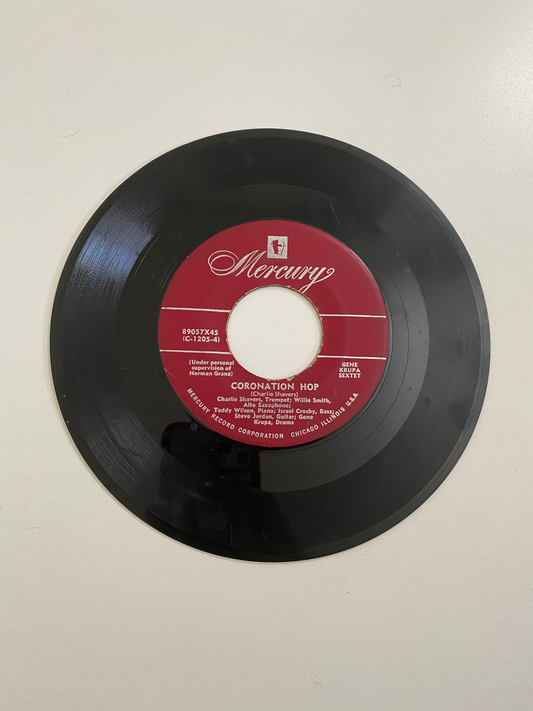 Mercury
89057X45
(C-1205-4)
(Under personal
supervision of
Norman Granz)
GENE
KRUPA
SEXTET
CORONATION HOP
(Charlie Shavers)
Charlie Shavers, Trumpet; Willie Smith,
Alto Saxophone;
Teddy Wilson, Piano; Israel Crosby, Bass;
Steve Jordan, Guitar; Gene
Krupa, Drums
MERCURY RECORD CORPORATION CHICAGO ILLINOIS U.S.A